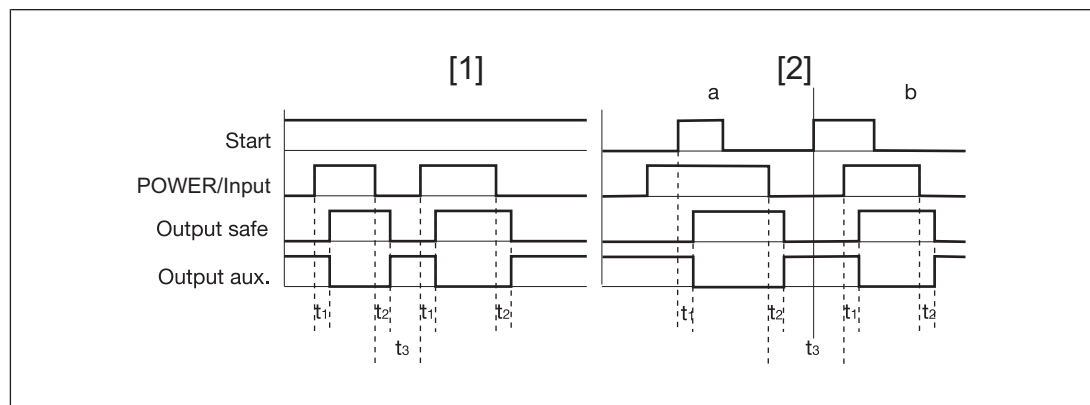 [1] [2]
a b
Start
POWER/Input
Output safe
Output aux.
t1 t2 t1 t2 t1 t2 t1 t2
t3 t3